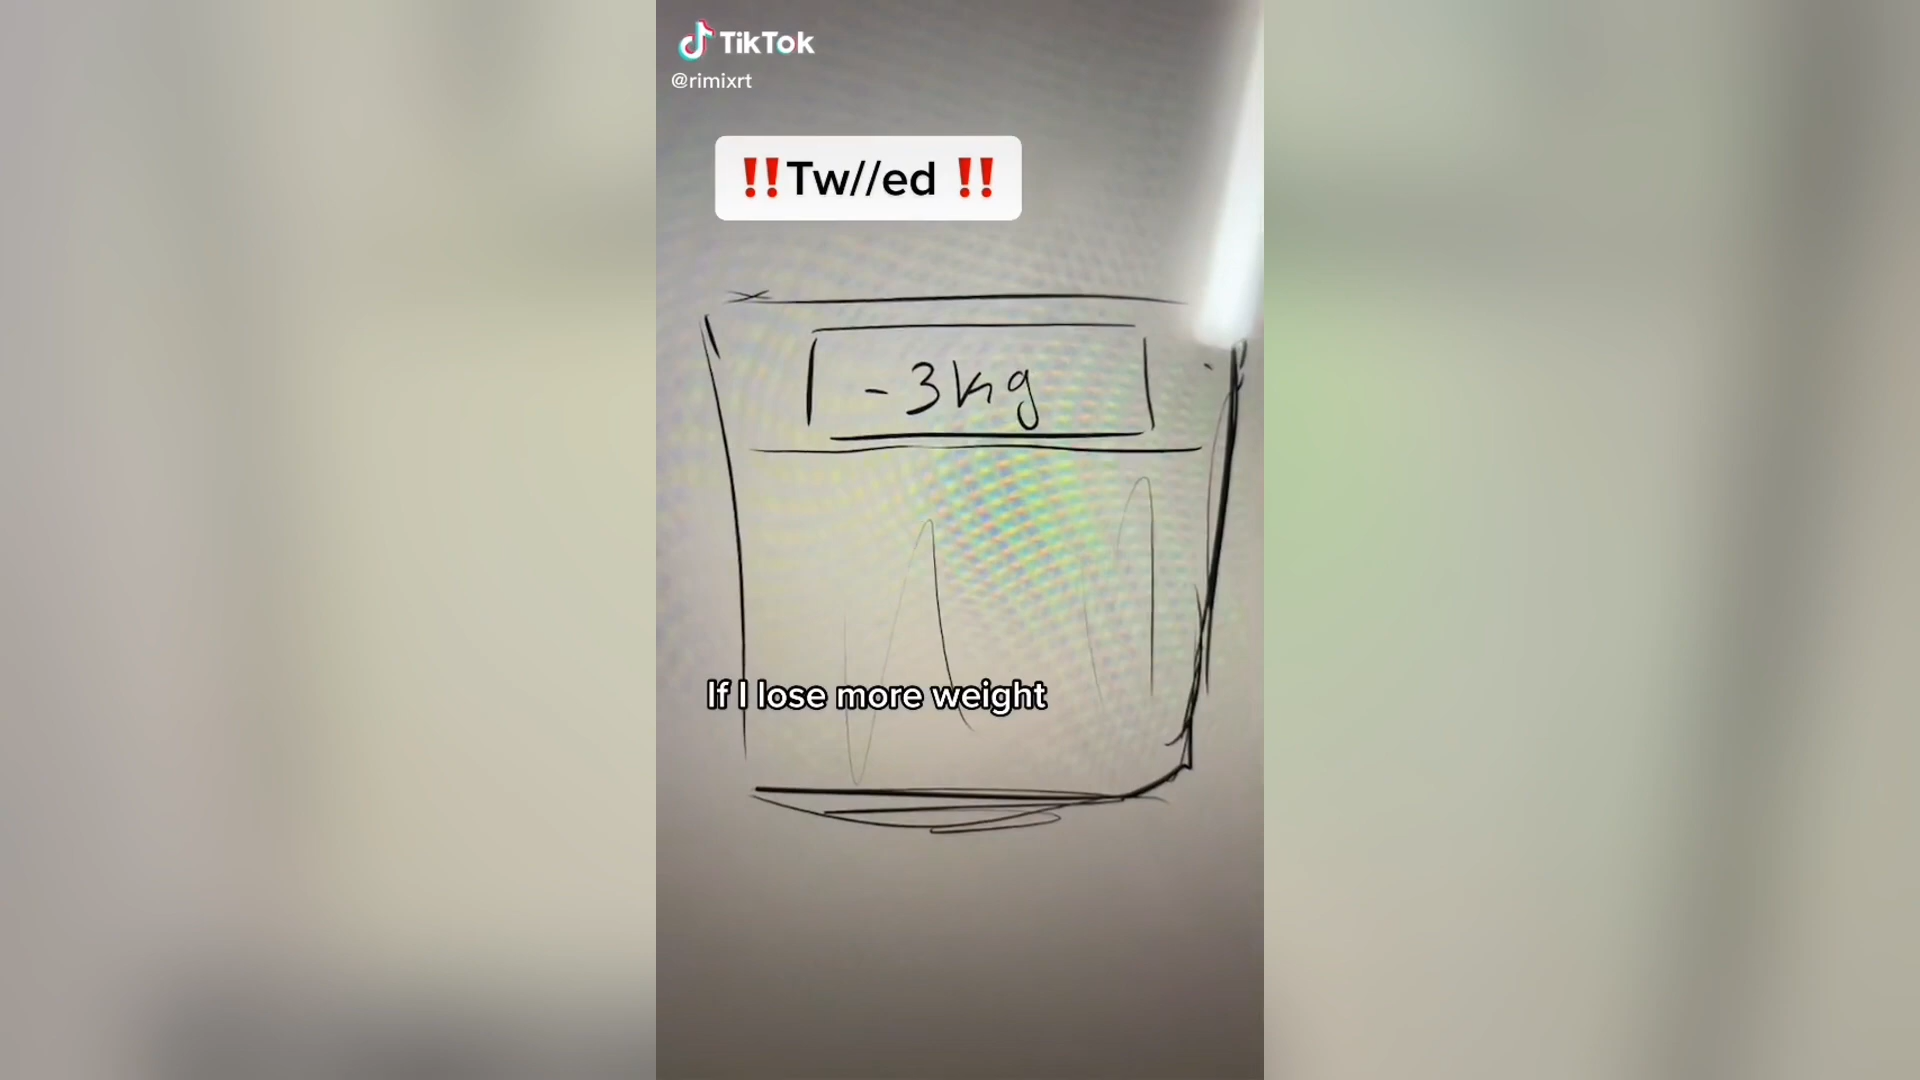 TikTok
@rimixrt
‼️Tw//ed ‼️
-3kg
If I lose more weight